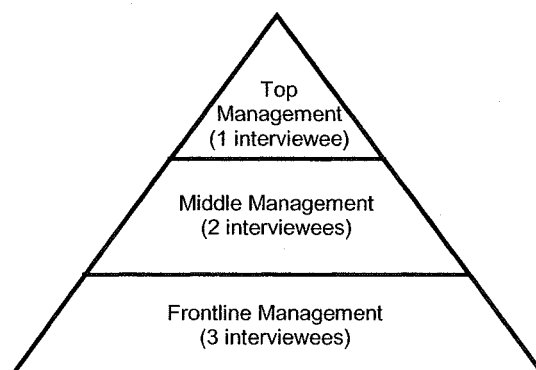 Top
Management
(1 interviewee)
Middle Management
(2 interviewees)
Frontline Management
(3 interviewees)